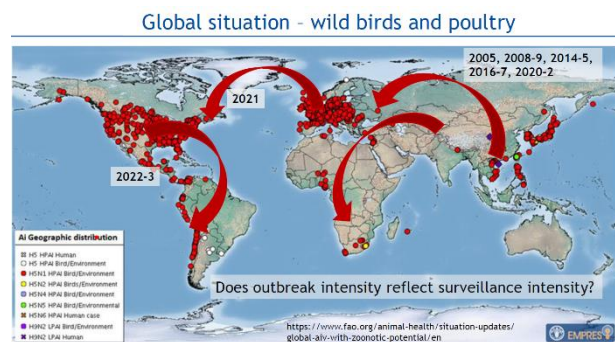 Global situation – wild birds and poultry
2005, 2008-9, 2014-5,
2016-7, 2020-2
2021
2022-3
Ai Geographic distribution
H5 HPAI Human
H5 HPAI Bird/Environment
H5N1 HPAI Bird/Environment
H5N2 HPAI Birds/Environment
H5N4 HPAI Bird/Environment
H5N5 HPAI Bird/Environmental
H5N6 HPAI Human case
H9N2 LPAI Bird/Environment
H9N2 LPAI Human
Does outbreak intensity reflect surveillance intensity?
https://www.fao.org/animal-health/situation-updates/
global-aiv-with-zoonotic-potential/en
EMPRES